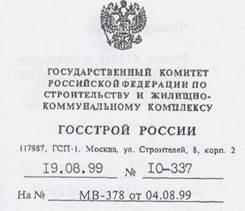 ГОСУДАРСТВЕННЫЙ КОМИТЕТ
РОССИЙСКОЙ ФЕДЕРАЦИИ ПО
СТРОИТЕЛЬСТВУ И ЖИЛИЩНО-
КОММУНАЛЬНОМУ КОМПЛЕКСУ
ГОССТРОЙ РОССИИ
117987, ГСП-1, Москва, ул. Строителей, 8, корп. 2
19.08.99 № 10-337
На № МВ-378 от 04.08.99